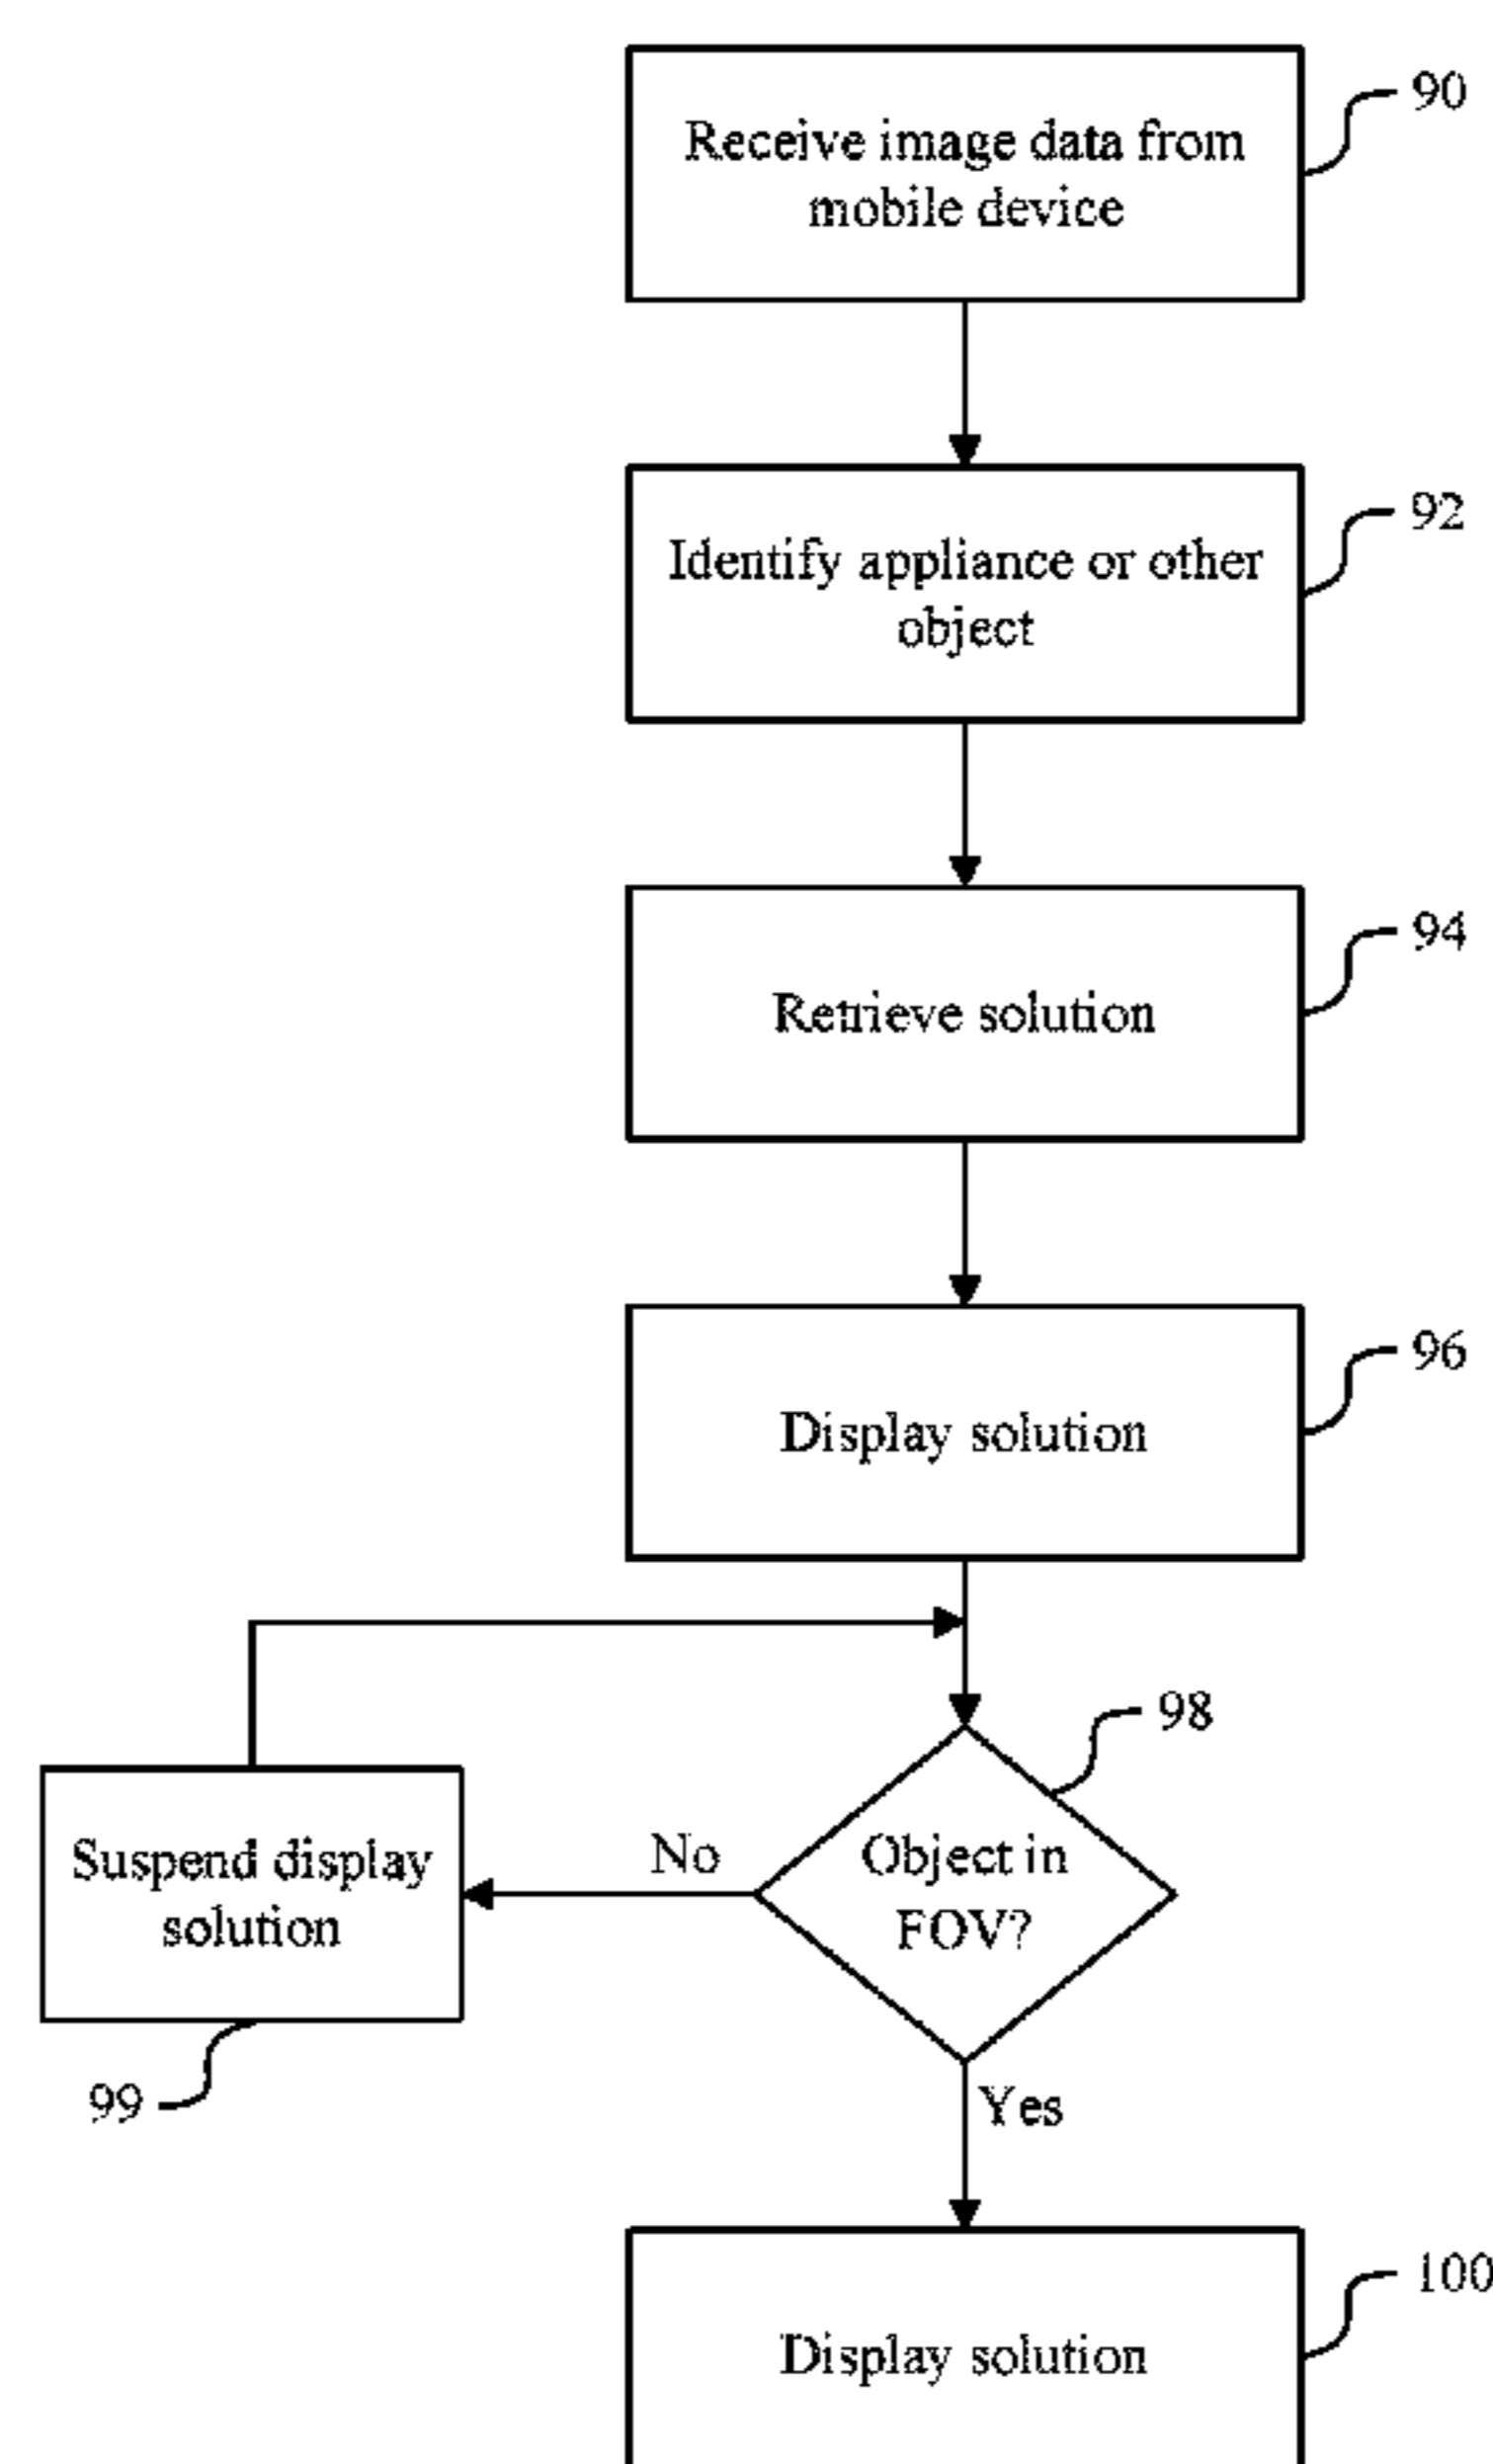 Receive image data from
mobile device
90
Identify appliance or other
object
92
Retrieve solution
94
Display solution
96
98
Object in
FOV?
No
Suspend display
solution
99
Yes
Display solution
100